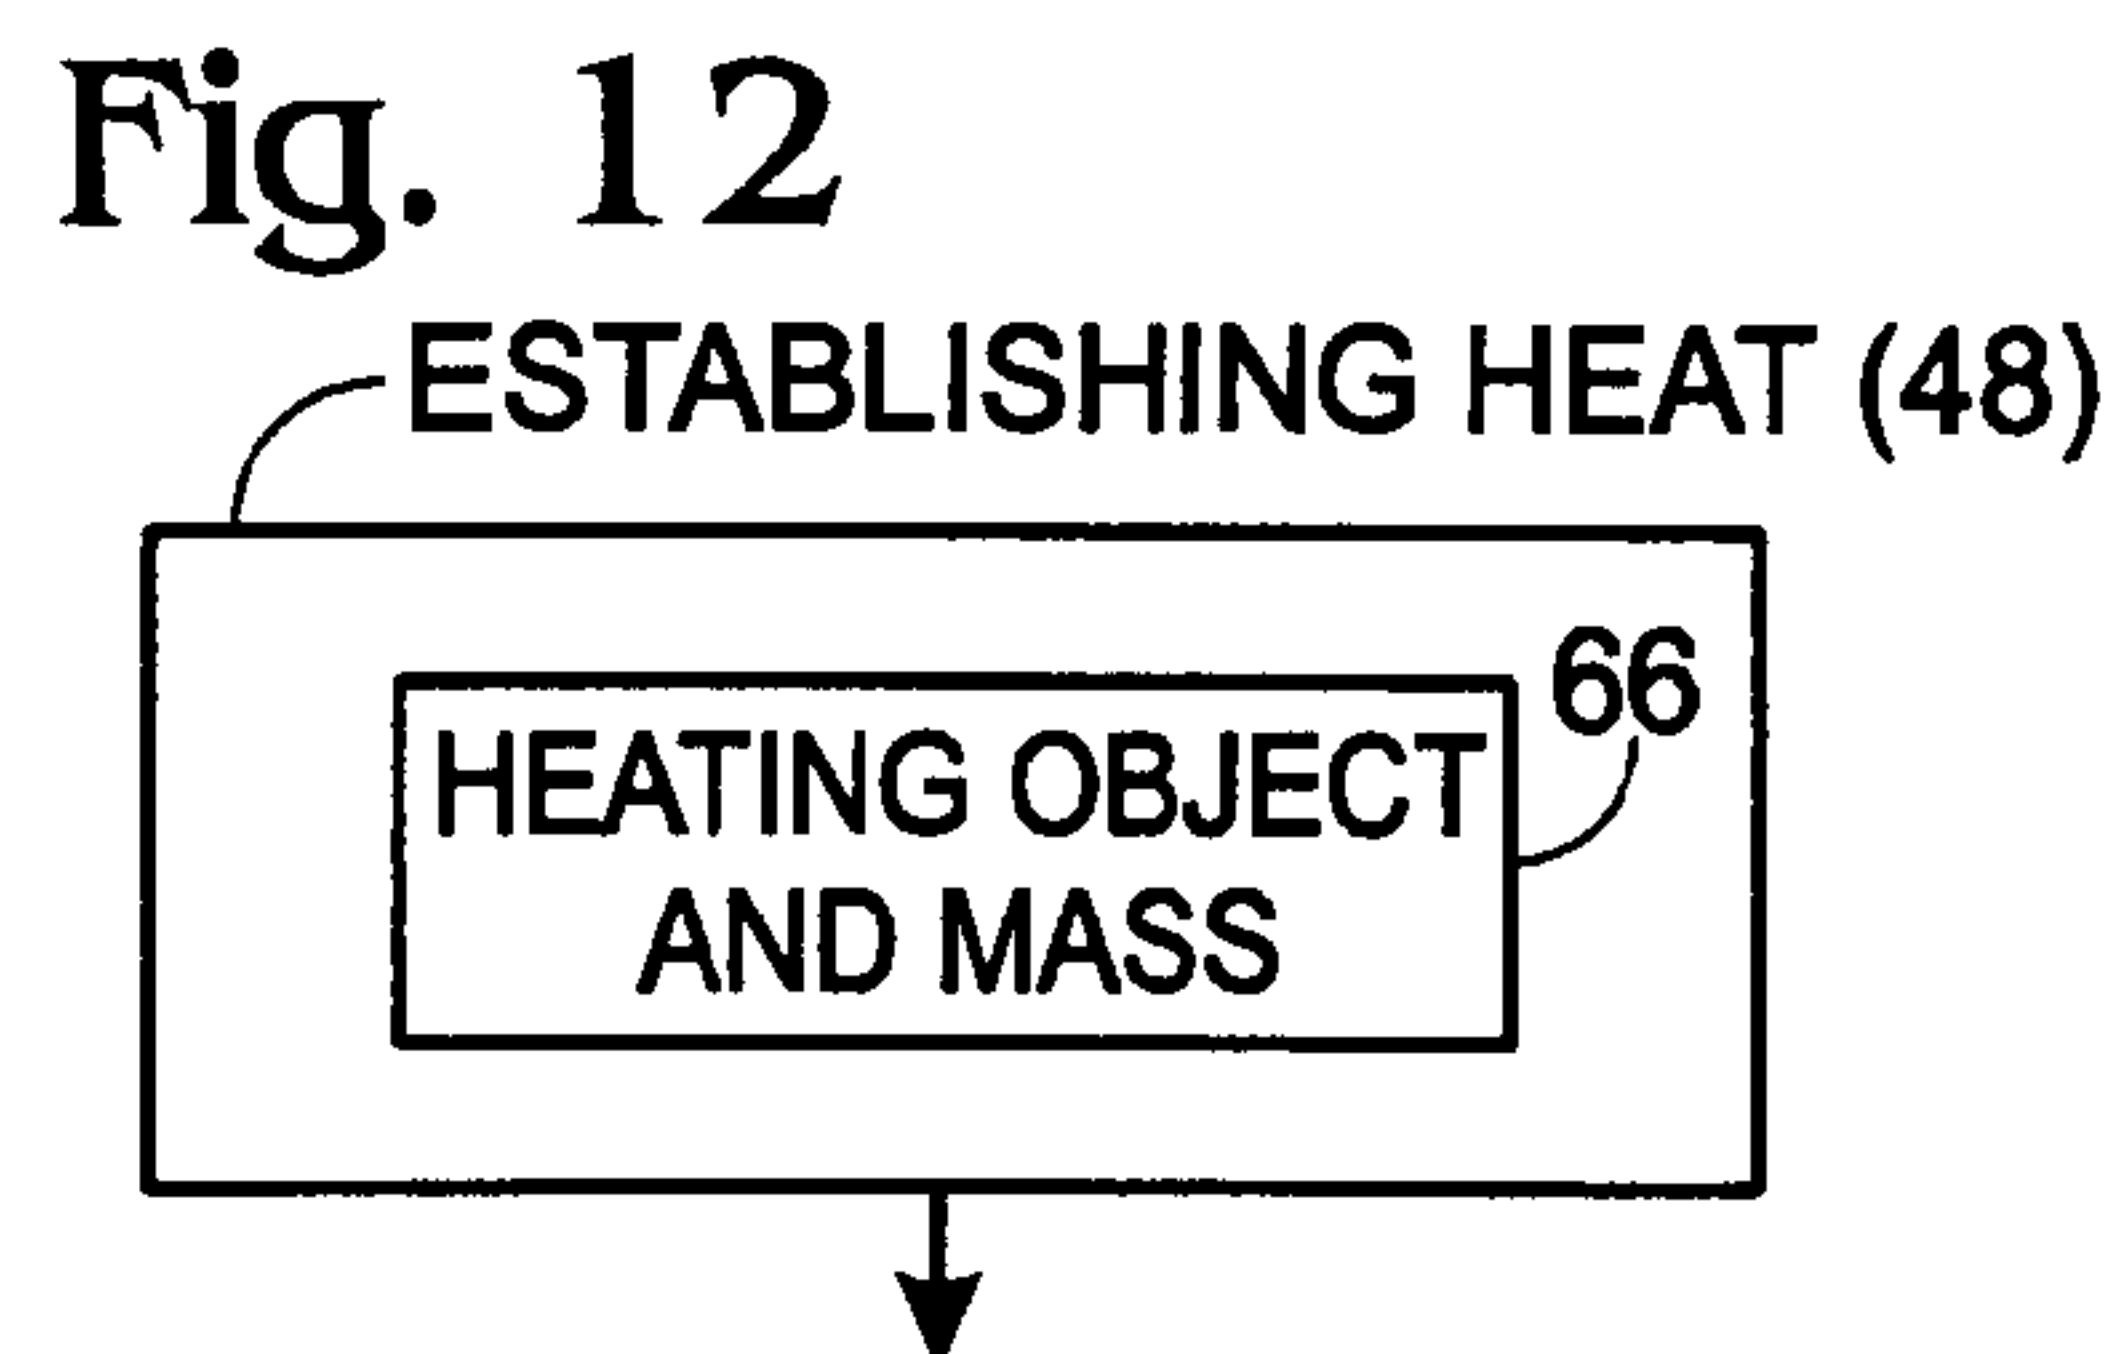 Fig. 12
ESTABLISHING HEAT (48)
66
HEATING OBJECT
AND MASS